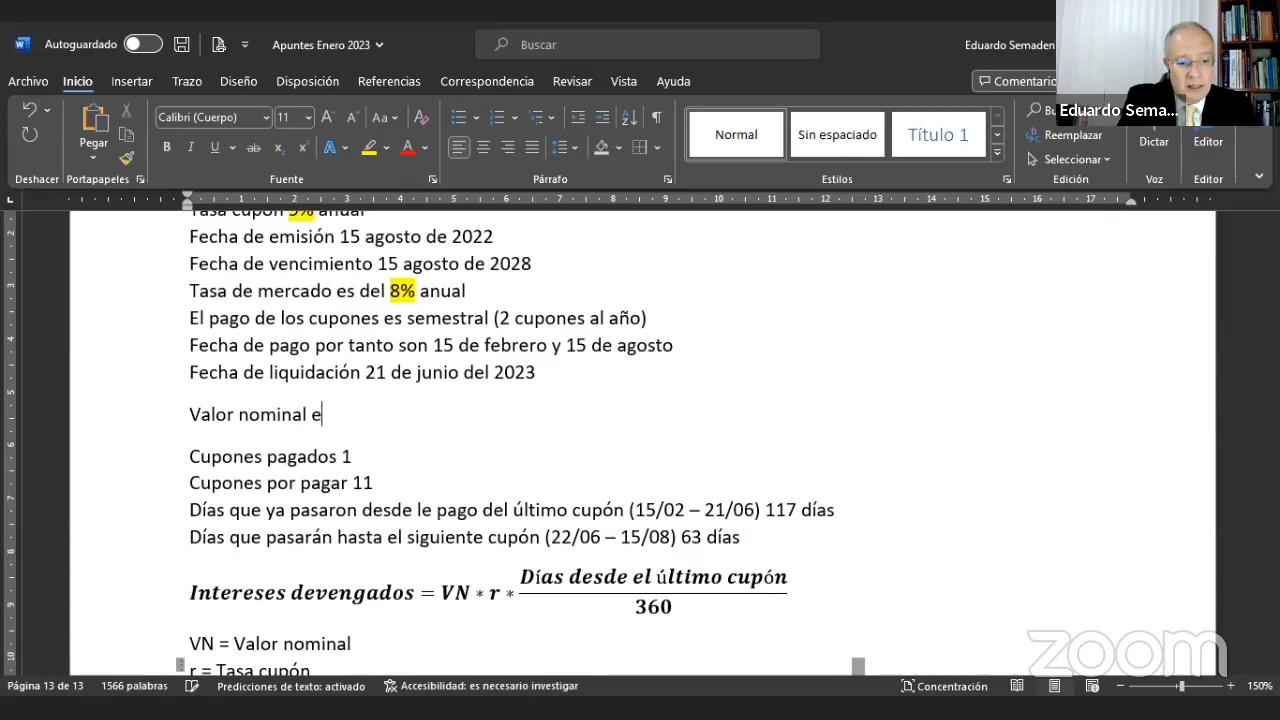 Autoguardado
Apuntes Enero 2023
Buscar
Eduardo Semaden
Archivo Inicio Insertar Trazo Diseño Disposición Referencias Correspondencia Revisar Vista Ayuda
Comentario
Eduardo Sema...
Pegar
Calibri (Cuerpo) 11
Normal
Sin espaciado
Título 1
Bu
Reemplazar
Seleccionar
Dictar
Editor
Deshacer Portapapeles Fuente Párrafo Estilos Edición Voz Editor
Tasa cupón 5% anual
Fecha de emisión 15 agosto de 2022
Fecha de vencimiento 15 agosto de 2028
Tasa de mercado es del 8% anual
El pago de los cupones es semestral (2 cupones al año)
Fecha de pago por tanto son 15 de febrero y 15 de agosto
Fecha de liquidación 21 de junio del 2023
Valor nominal e
Cupones pagados 1
Cupones por pagar 11
Días que ya pasaron desde le pago del último cupón (15/02 – 21/06) 117 días
Días que pasarán hasta el siguiente cupón (22/06 – 15/08) 63 días
Días desde el último cupón
Intereses devengados = VN * r *
360
VN = Valor nominal
r = Tasa cupón
zoom
Página 13 de 13 1566 palabras Predicciones de texto: activado Accesibilidad: es necesario investigar Concentración 150%